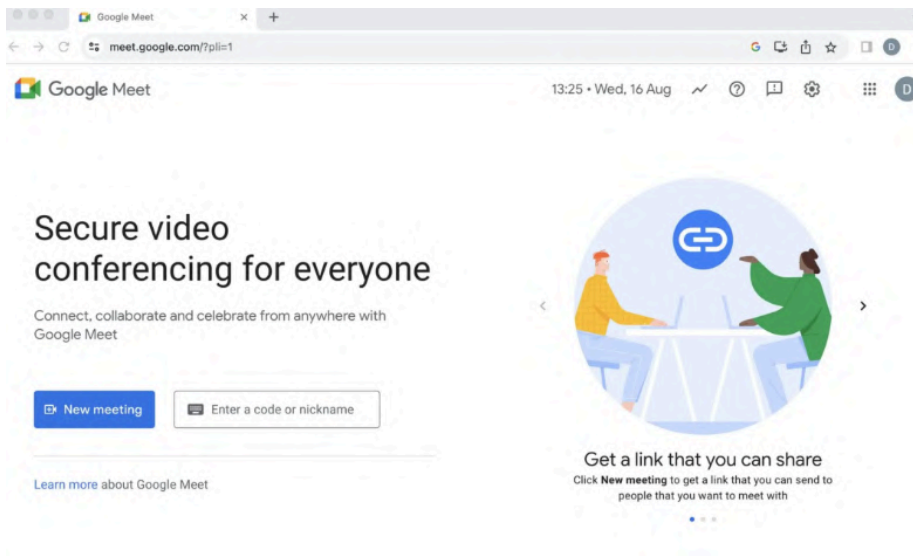 Google Meet
meet.google.com/?pli=1
D
Google Meet
13:25 • Wed, 16 Aug
D
Secure video
conferencing for everyone
Connect, collaborate and celebrate from anywhere with
Google Meet
New meeting
Enter a code or nickname
Learn more about Google Meet
Get a link that you can share
Click New meeting to get a link that you can send to
people that you want to meet with